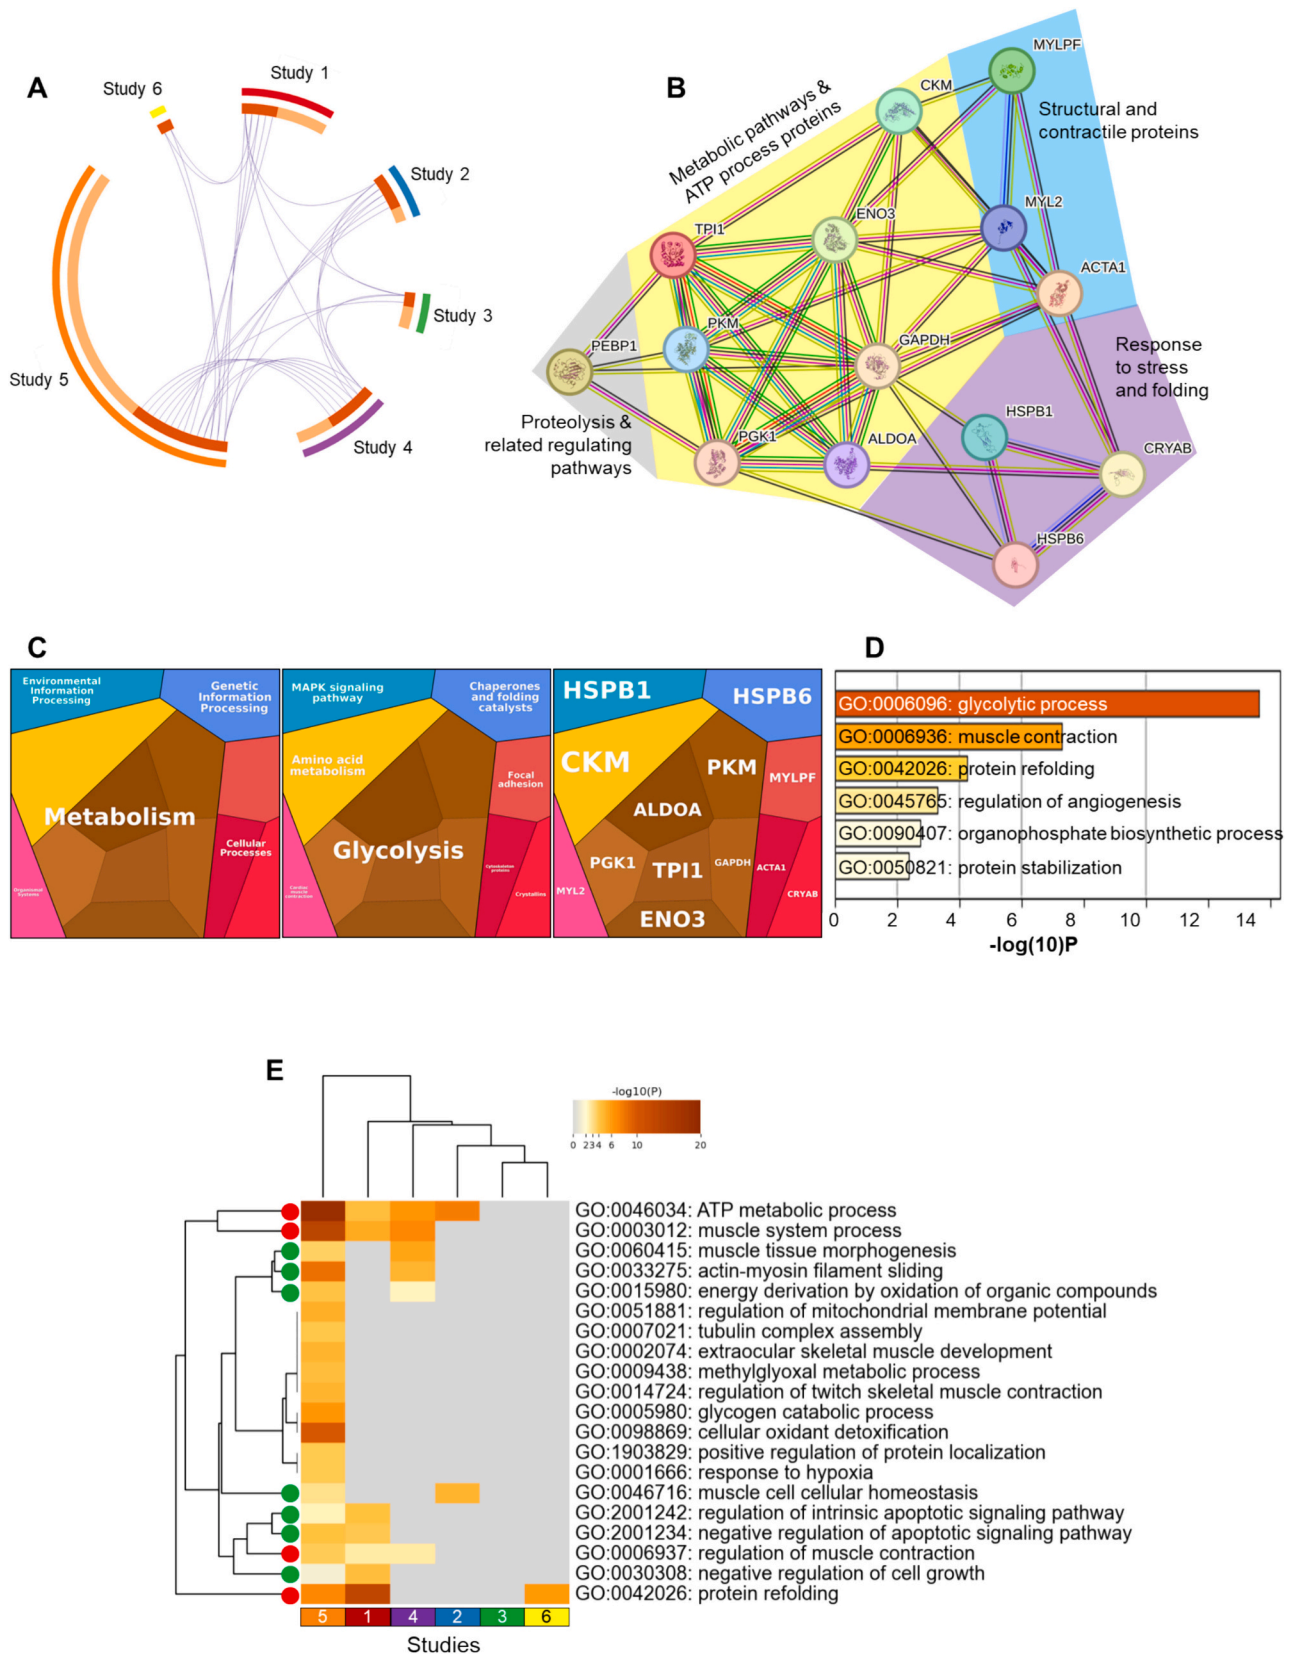 A
Study 1
Study 2
Study 3
Study 4
Study 5
Study 6
B
Metabolic pathways &
ATP process proteins
Structural and
contractile proteins
Response
to stress
and folding
Proteolysis &
related regulating
pathways
MYLPF
CKM
MYL2
ENO3
TPI1
ACTA1
PKM
GAPDH
PEBP1
HSPB1
PGK1
ALDOA
CRYAB
HSPB6
C
Environmental
Information
Processing
Genetic
Information
Processing
Metabolism
Cellular
Processes
Organismal
Systems
MAPK signaling
pathway
Chaperones
and folding
catalysts
Amino acid
metabolism
Focal
adhesion
Glycolysis
Cytoskeleton
proteins
Cardiac
muscle
contraction
Crystallins
HSPB1
HSPB6
CKM
PKM
MYLPF
ALDOA
PGK1
TPI1
GAPDH
ACTA1
MYL2
CRYAB
ENO3
D
GO:0006096: glycolytic process
GO:0006936: muscle contraction
GO:0042026: protein refolding
GO:0045765: regulation of angiogenesis
GO:0090407: organophosphate biosynthetic process
GO:0050821: protein stabilization
0 2 4 6 8 10 12 14
-log(10)P
E
-log10(P)
0 2 3 4 6 10 20
GO:0046034: ATP metabolic process
GO:0003012: muscle system process
GO:0060415: muscle tissue morphogenesis
GO:0033275: actin-myosin filament sliding
GO:0015980: energy derivation by oxidation of organic compounds
GO:0051881: regulation of mitochondrial membrane potential
GO:0007021: tubulin complex assembly
GO:0002074: extraocular skeletal muscle development
GO:0009438: methylglyoxal metabolic process
GO:0014724: regulation of twitch skeletal muscle contraction
GO:0005980: glycogen catabolic process
GO:0098869: cellular oxidant detoxification
GO:1903829: positive regulation of protein localization
GO:0001666: response to hypoxia
GO:0046716: muscle cell cellular homeostasis
GO:2001242: regulation of intrinsic apoptotic signaling pathway
GO:2001234: negative regulation of apoptotic signaling pathway
GO:0006937: regulation of muscle contraction
GO:0030308: negative regulation of cell growth
GO:0042026: protein refolding
5 1 4 2 3 6
Studies